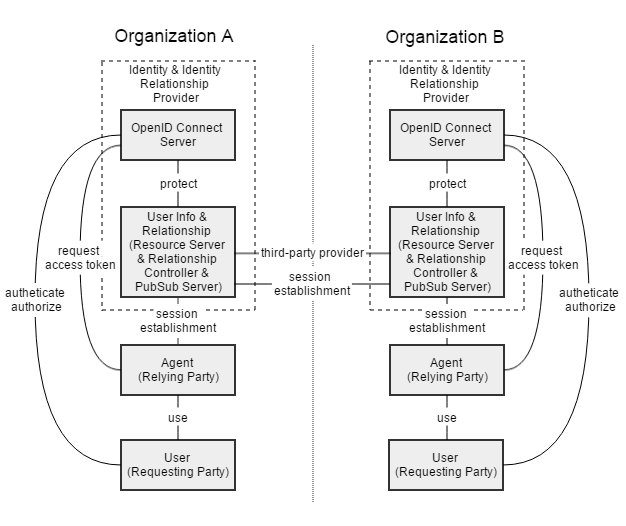 Organization A
Organization B
Identity & Identity
Relationship
Provider
Identity & Identity
Relationship
Provider
OpenID Connect
Server
OpenID Connect
Server
protect
protect
User Info &
Relationship
(Resource Server
& Relationship
Controller &
PubSub Server)
User Info &
Relationship
(Resource Server
& Relationship
Controller &
PubSub Server)
third-party provider
session
establishment
request
access token
request
access token
autheticate
authorize
autheticate
authorize
session
establishment
session
establishment
Agent
(Relying Party)
Agent
(Relying Party)
use
use
User
(Requesting Party)
User
(Requesting Party)